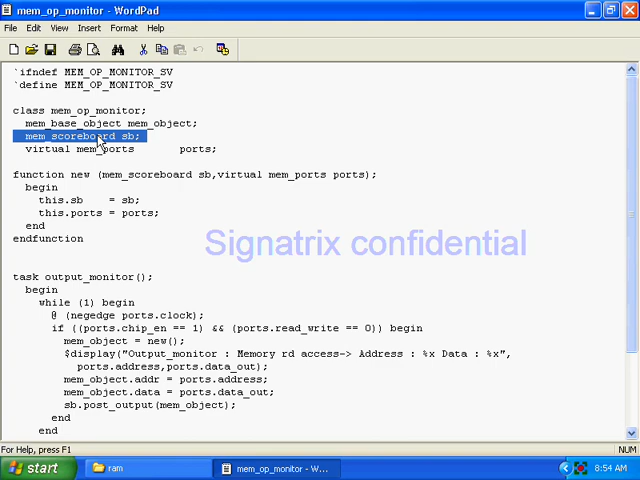 mem_op_monitor - WordPad
File Edit View Insert Format Help
`ifndef MEM_OP_MONITOR_SV
`define MEM_OP_MONITOR_SV
class mem_op_monitor;
mem_base_object mem_object;
mem_scoreboard sb;
virtual mem_ports ports;
function new (mem_scoreboard sb,virtual mem_ports ports);
begin
this.sb = sb;
this.ports = ports;
end
endfunction
Signatrix confidential
task output_monitor();
begin
while (1) begin
@ (negedge ports.clock);
if ((ports.chip_en == 1) && (ports.read_write == 0)) begin
mem_object = new();
$display("Output_monitor : Memory rd access-> Address : %x Data : %x",
ports.address,ports.data_out);
mem_object.addr = ports.address;
mem_object.data = ports.data_out;
sb.post_output(mem_object);
end
end
For Help, press F1
NUM
start
ram
mem_op_monitor - W...
8:54 AM